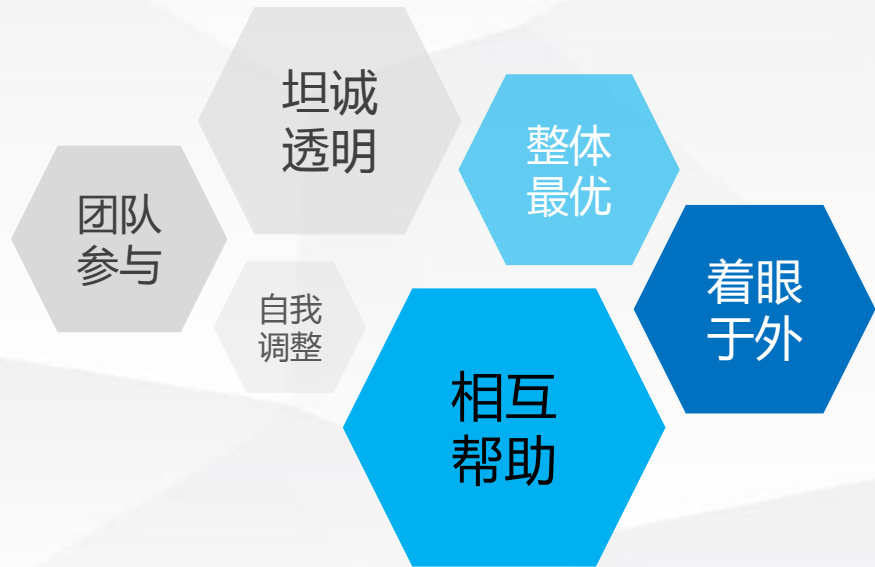 坦诚
透明
整体
最优
团队
参与
着眼
于外
自我
调整
相互
帮助